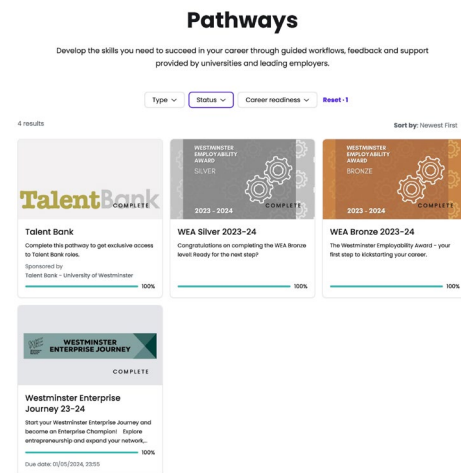 Pathways
Develop the skills you need to succeed in your career through guided workflows, feedback and support
provided by universities and leading employers.
Type
Status
Career readiness
Reset · 1
4 results
Sort by: Newest First
TalentBank
COMPLETE
Talent Bank
Complete this pathway to get exclusive access
to Talent Bank roles.
Sponsored by
Talent Bank - University of Westminster
100%
WESTMINSTER
EMPLOYABILITY
AWARD
SILVER
COMPLETE
2023 - 2024
WEA Silver 2023-24
Congratulations on completing the WEA Bronze
level! Ready for the next step?
100%
WESTMINSTER
EMPLOYABILITY
AWARD
BRONZE
COMPLETE
2023 - 2024
WEA Bronze 2023-24
The Westminster Employability Award - your
first step to kickstarting your career.
100%
WESTMINSTER
ENTERPRISE JOURNEY
COMPLETE
Westminster Enterprise
Journey 23-24
Start your Westminster Enterprise Journey and
become an Enterprise Champion! Explore
entrepreneurship and expand your network,...
100%
Due date: 01/05/2024, 20:55